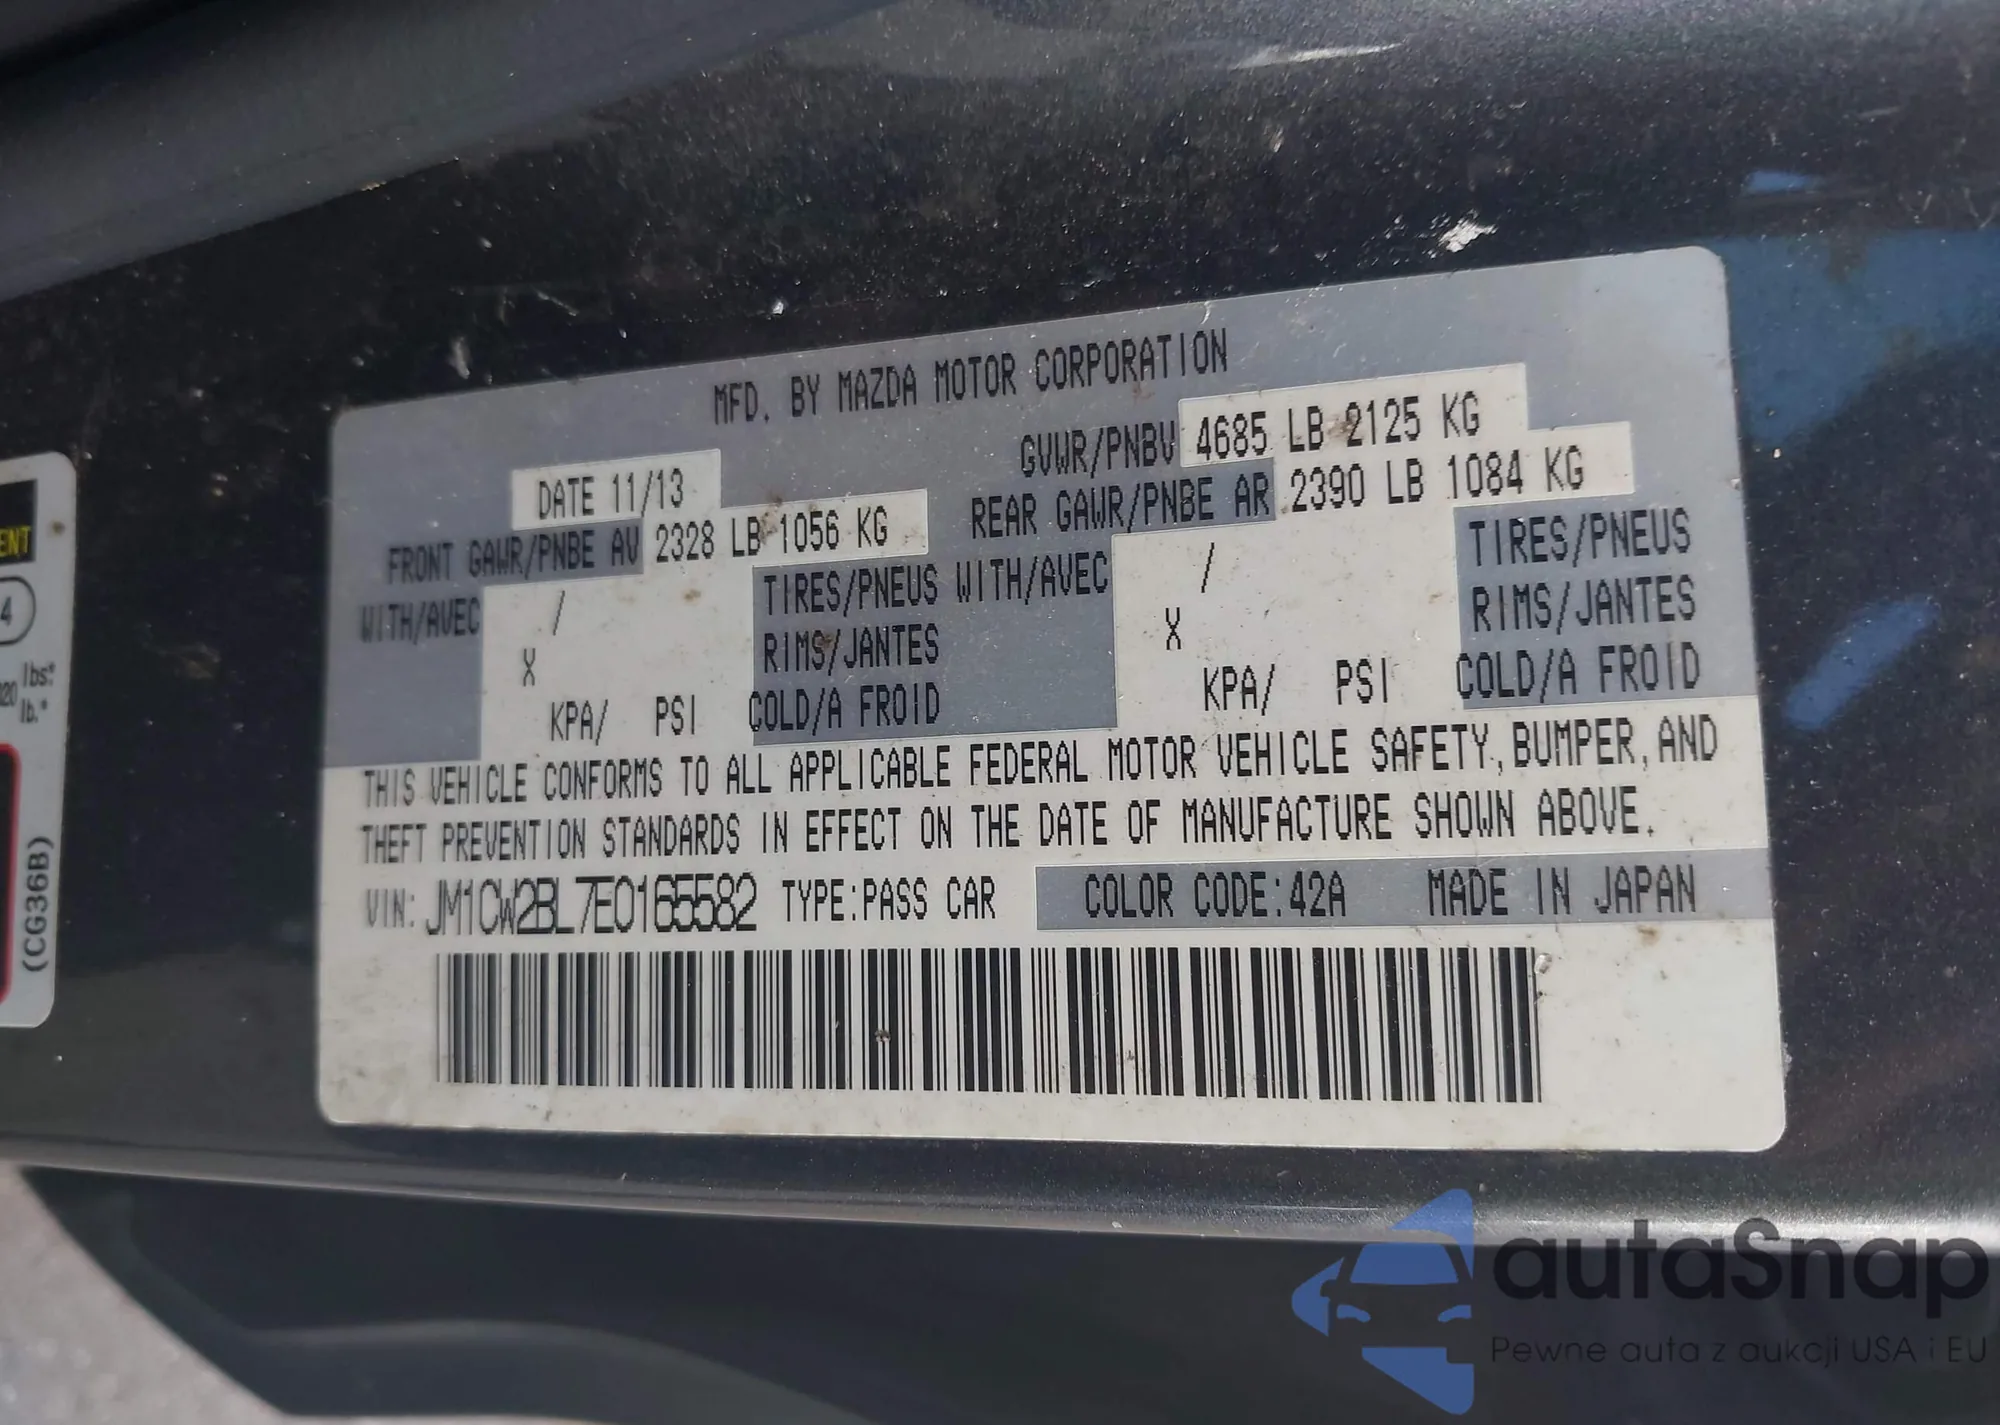 MFD. BY MAZDA MOTOR CORPORATION
GVWR/PNBV 4685 LB 2125 KG
DATE 11/13
FRONT GAWR/PNBE AV 2328 LB 1056 KG
REAR GAWR/PNBE AR 2390 LB 1084 KG
WITH/AVEC / TIRES/PNEUS
X RIMS/JANTES
KPA/ PSI COLD/A FROID
WITH/AVEC / TIRES/PNEUS
X RIMS/JANTES
KPA/ PSI COLD/A FROID
THIS VEHICLE CONFORMS TO ALL APPLICABLE FEDERAL MOTOR VEHICLE SAFETY, BUMPER, AND
THEFT PREVENTION STANDARDS IN EFFECT ON THE DATE OF MANUFACTURE SHOWN ABOVE.
VIN: JM1CW2BL7E0165582 TYPE:PASS CAR COLOR CODE:42A MADE IN JAPAN
ENT
4
lbs*
lb.*
(CG36B)
autaSnap
Pewne auta z aukcji USA i EU